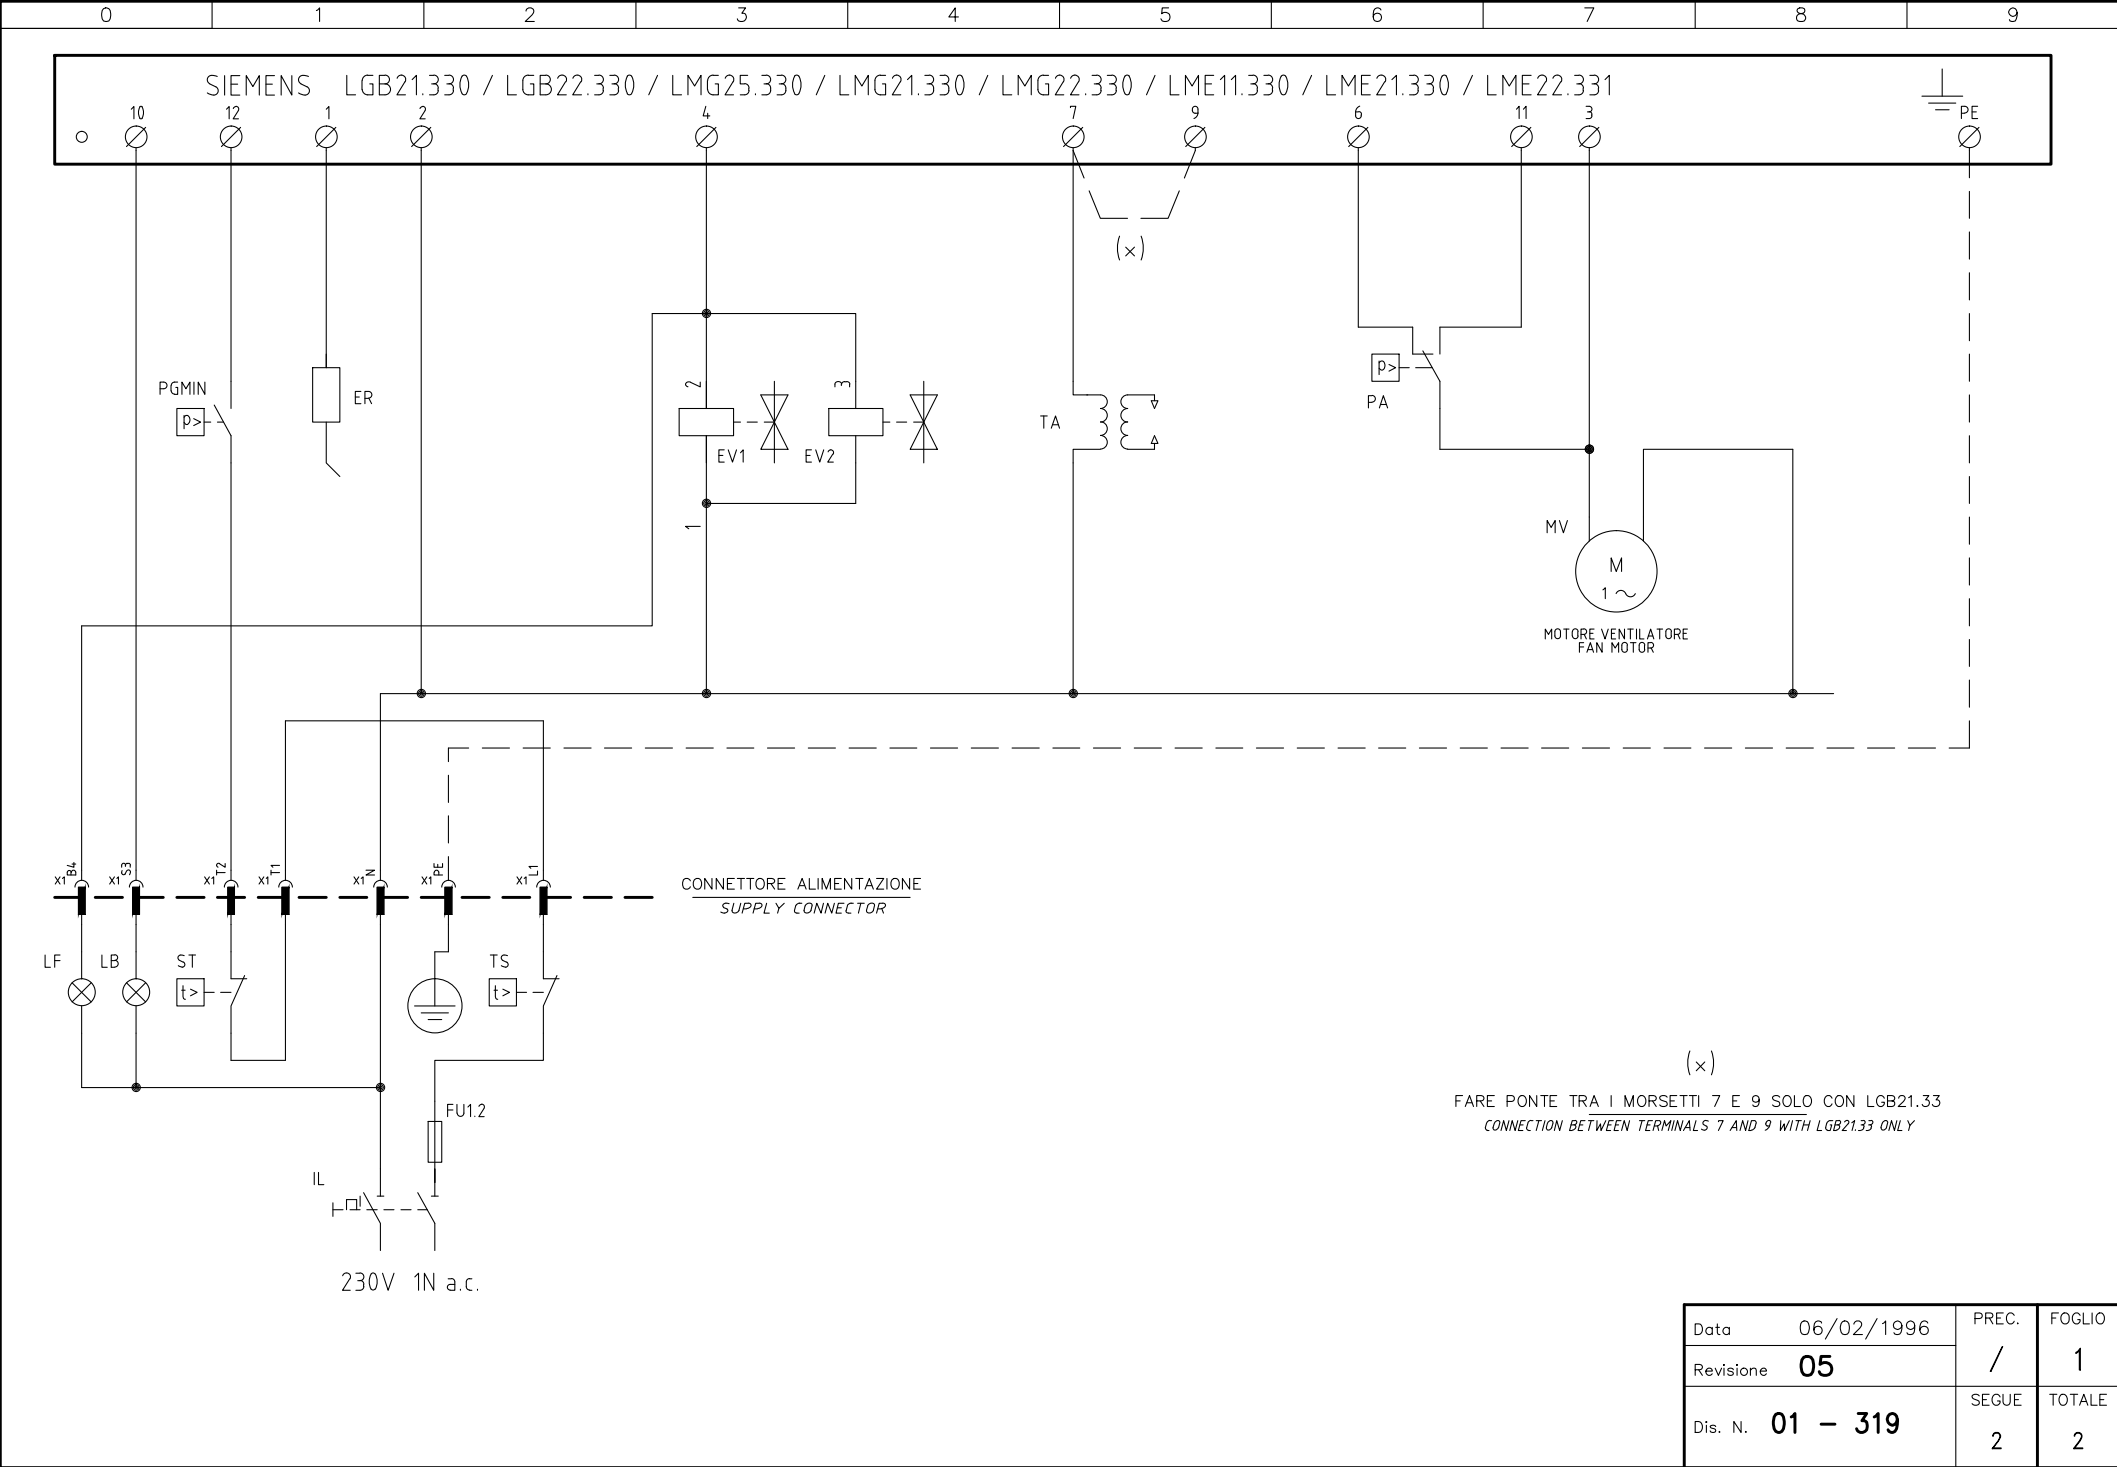 0 1 2 3 4 5 6 7 8 9
SIEMENS LGB21.330 / LGB22.330 / LMG25.330 / LMG21.330 / LMG22.330 / LME11.330 / LME21.330 / LME22.331
10 12 1 2 4 7 9 6 11 3 PE
(x)
PGMIN
p>
ER
2
3
EV1
EV2
1
TA
p>
PA
MV
M
1~
MOTORE VENTILATORE
FAN MOTOR
X1 B4 X1 S3 X1 T2 X1 T1 X1 N X1 PE X1 L1
CONNETTORE ALIMENTAZIONE
SUPPLY CONNECTOR
LF LB ST TS
t> t>
FU1.2
IL
230V 1N a.c.
(x)
FARE PONTE TRA I MORSETTI 7 E 9 SOLO CON LGB21.33
CONNECTION BETWEEN TERMINALS 7 AND 9 WITH LGB21.33 ONLY
Data 06/02/1996
PREC.
/
FOGLIO
1
Revisione 05
Dis. N. 01 - 319
SEGUE
2
TOTALE
2